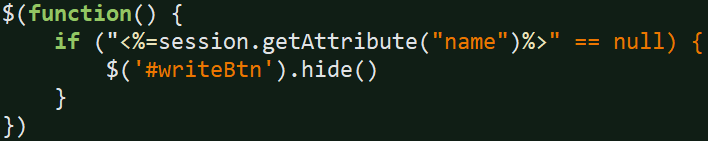 $(function() {
    if ("<%=session.getAttribute("name")%>" == null) {
        $('#writeBtn').hide()
    }
})